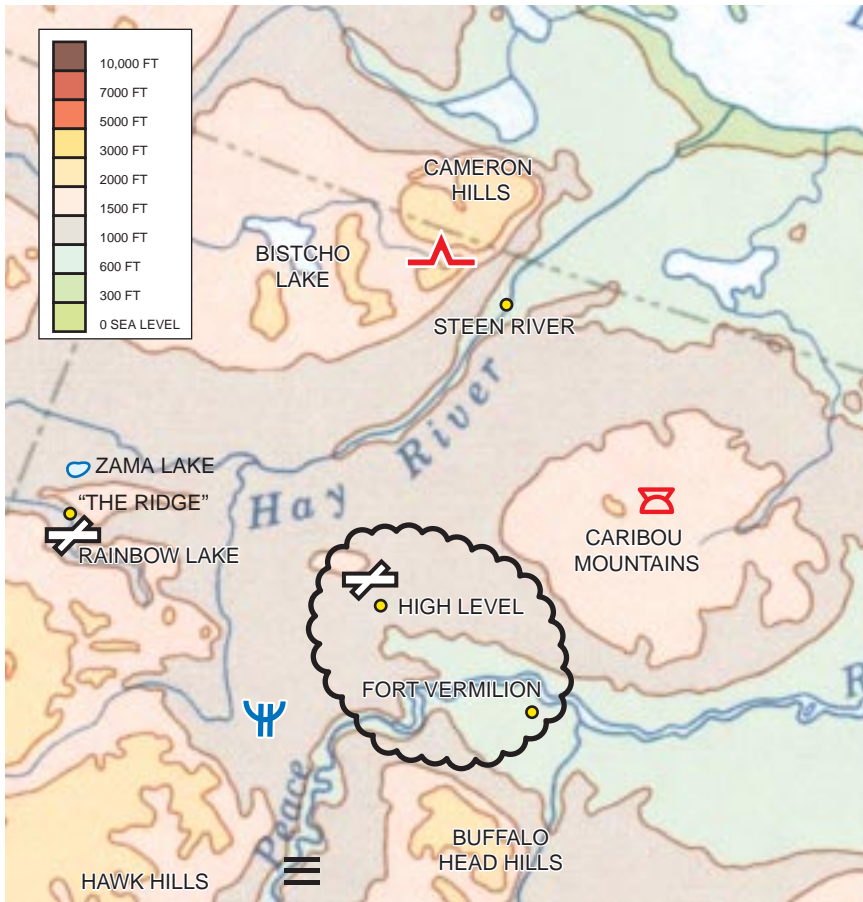 10,000 FT
7000 FT
5000 FT
3000 FT
2000 FT
1500 FT
1000 FT
600 FT
300 FT
0 SEA LEVEL
CAMERON
HILLS
BISTCHO
LAKE
STEEN RIVER
Hay River
ZAMA LAKE
“THE RIDGE”
RAINBOW LAKE
CARIBOU
MOUNTAINS
HIGH LEVEL
FORT VERMILION
R
Peace
BUFFALO
HEAD HILLS
HAWK HILLS